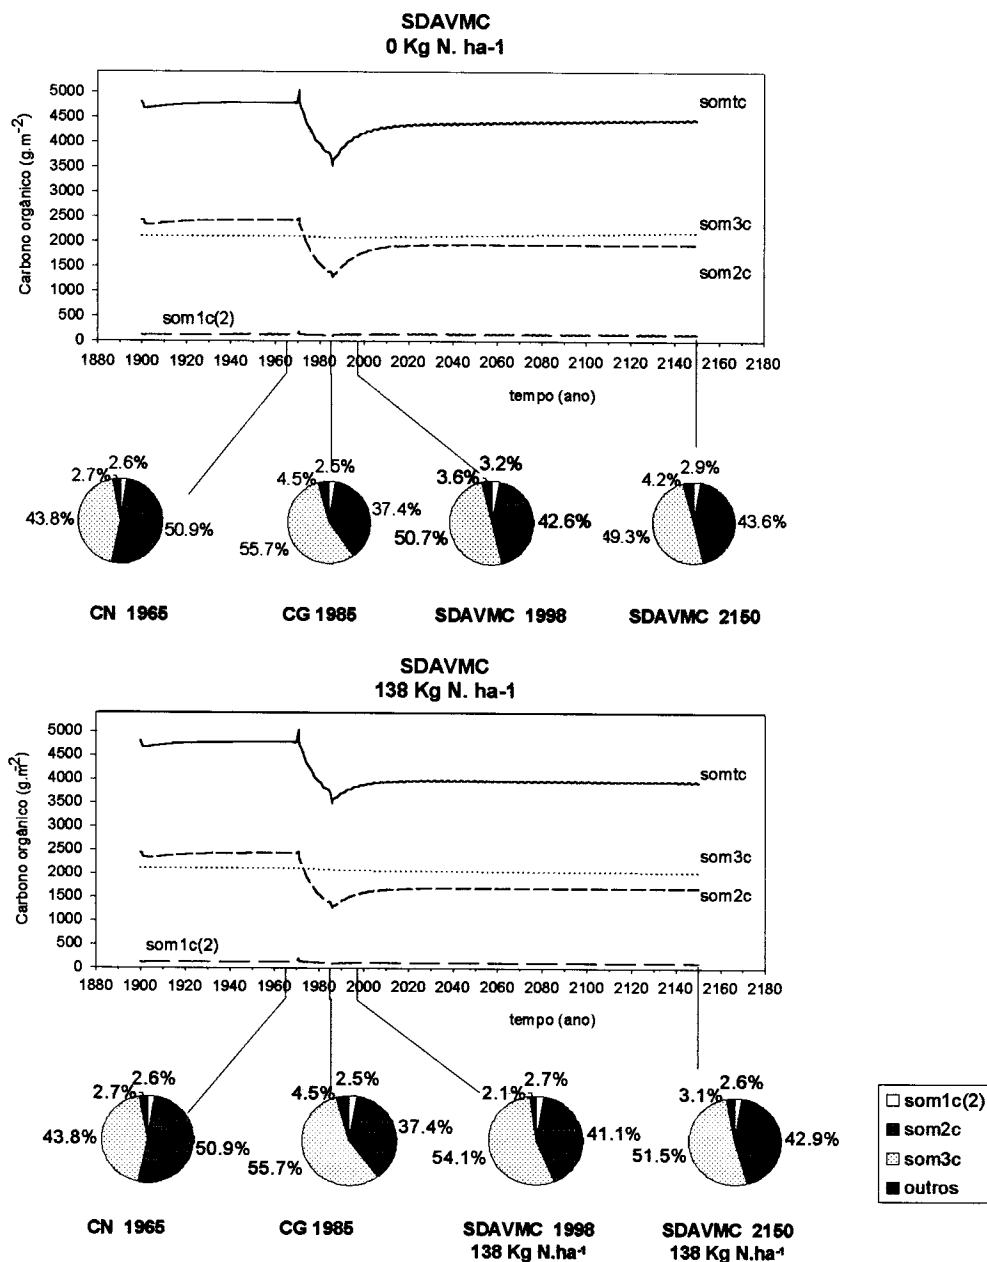 SDAVMC
0 Kg N. ha-1
Carbono orgânico (g.m-2)
5000
4500
4000
3500
3000
2500
2000
1500
1000
500
0
somtc
som3c
som2c
som1c(2)
1880 1900 1920 1940 1960 1980 2000 2020 2040 2060 2080 2100 2120 2140 2160 2180
tempo (ano)
2.7% 2.6%
43.8% 50.9%
CN 1965
4.5% 2.5%
37.4%
55.7%
CG 1985
3.6% 3.2%
50.7% 42.6%
SDAVMC 1998
4.2% 2.9%
49.3% 43.6%
SDAVMC 2150
SDAVMC
138 Kg N. ha-1
Carbono orgânico (g.m-2)
5000
4500
4000
3500
3000
2500
2000
1500
1000
500
0
somtc
som3c
som2c
som1c(2)
1880 1900 1920 1940 1960 1980 2000 2020 2040 2060 2080 2100 2120 2140 2160 2180
tempo (ano)
2.7% 2.6%
43.8% 50.9%
CN 1965
4.5% 2.5%
37.4%
55.7%
CG 1985
2.1% 2.7%
41.1%
54.1%
SDAVMC 1998
138 Kg N.ha-¹
3.1% 2.6%
51.5% 42.9%
SDAVMC 2150
138 Kg N.ha-¹
som1c(2)
som2c
som3c
outros